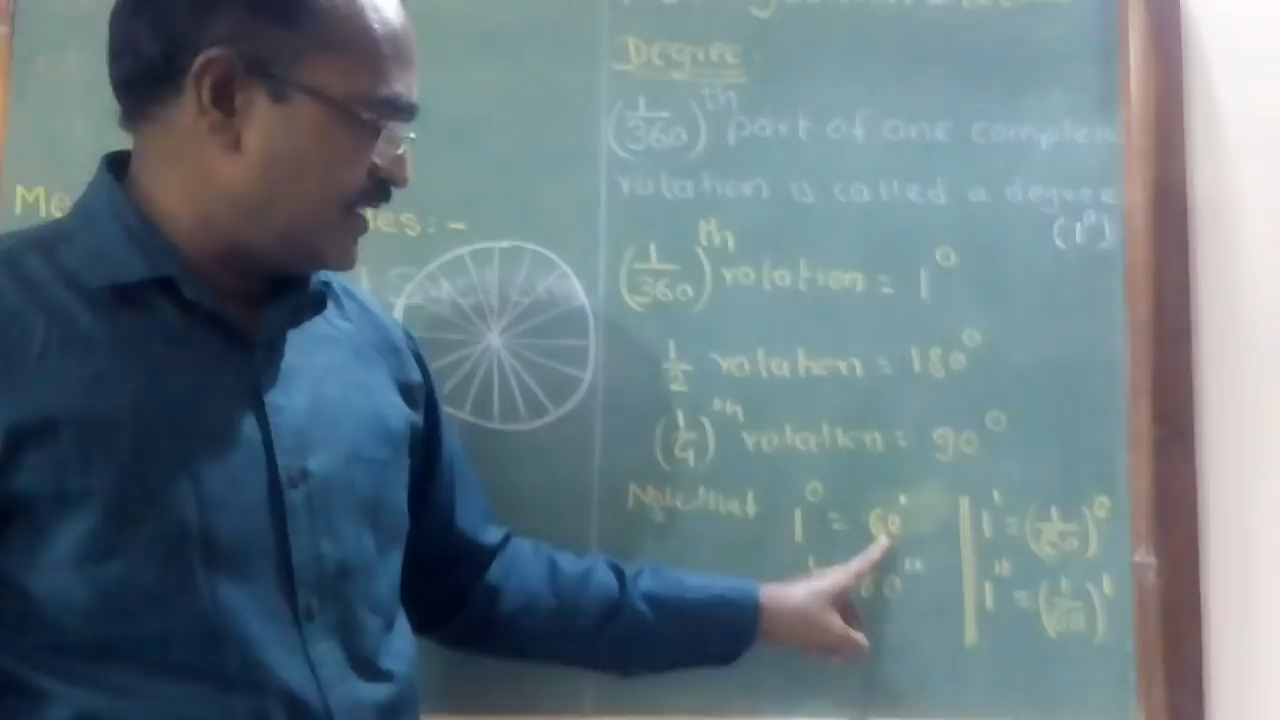 Me es:-
Degree
(1/360)th part of one complete
rotation is called a degree
(1°)
(1/360)th rotation = 1°
1/2 rotation = 180°
(1/4)th rotation = 90°
Note that 1° = 60' | 1' = (1/60)°
60'' | 1'' = (1/60)'